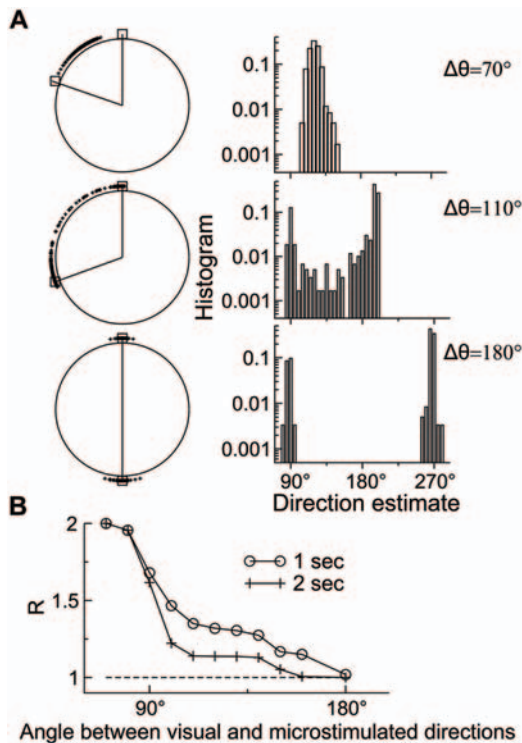 A
0.1
0.01
0.001
Δθ=70°
0.1
0.01
0.001
Δθ=110°
Histogram
0.1
0.01
0.001
Δθ=180°
90° 180° 270°
Direction estimate
B
2
1.5
1
R
1 sec
2 sec
90° 180°
Angle between visual and microstimulated directions